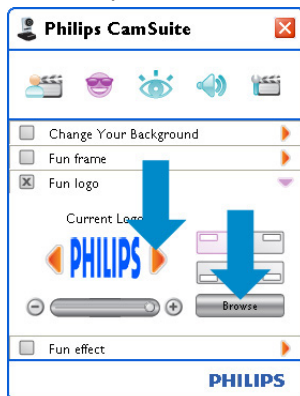 Philips CamSuite
Change Your Background
Fun frame
Fun logo
Current Logo
PHILIPS
Browse
Fun effect
PHILIPS